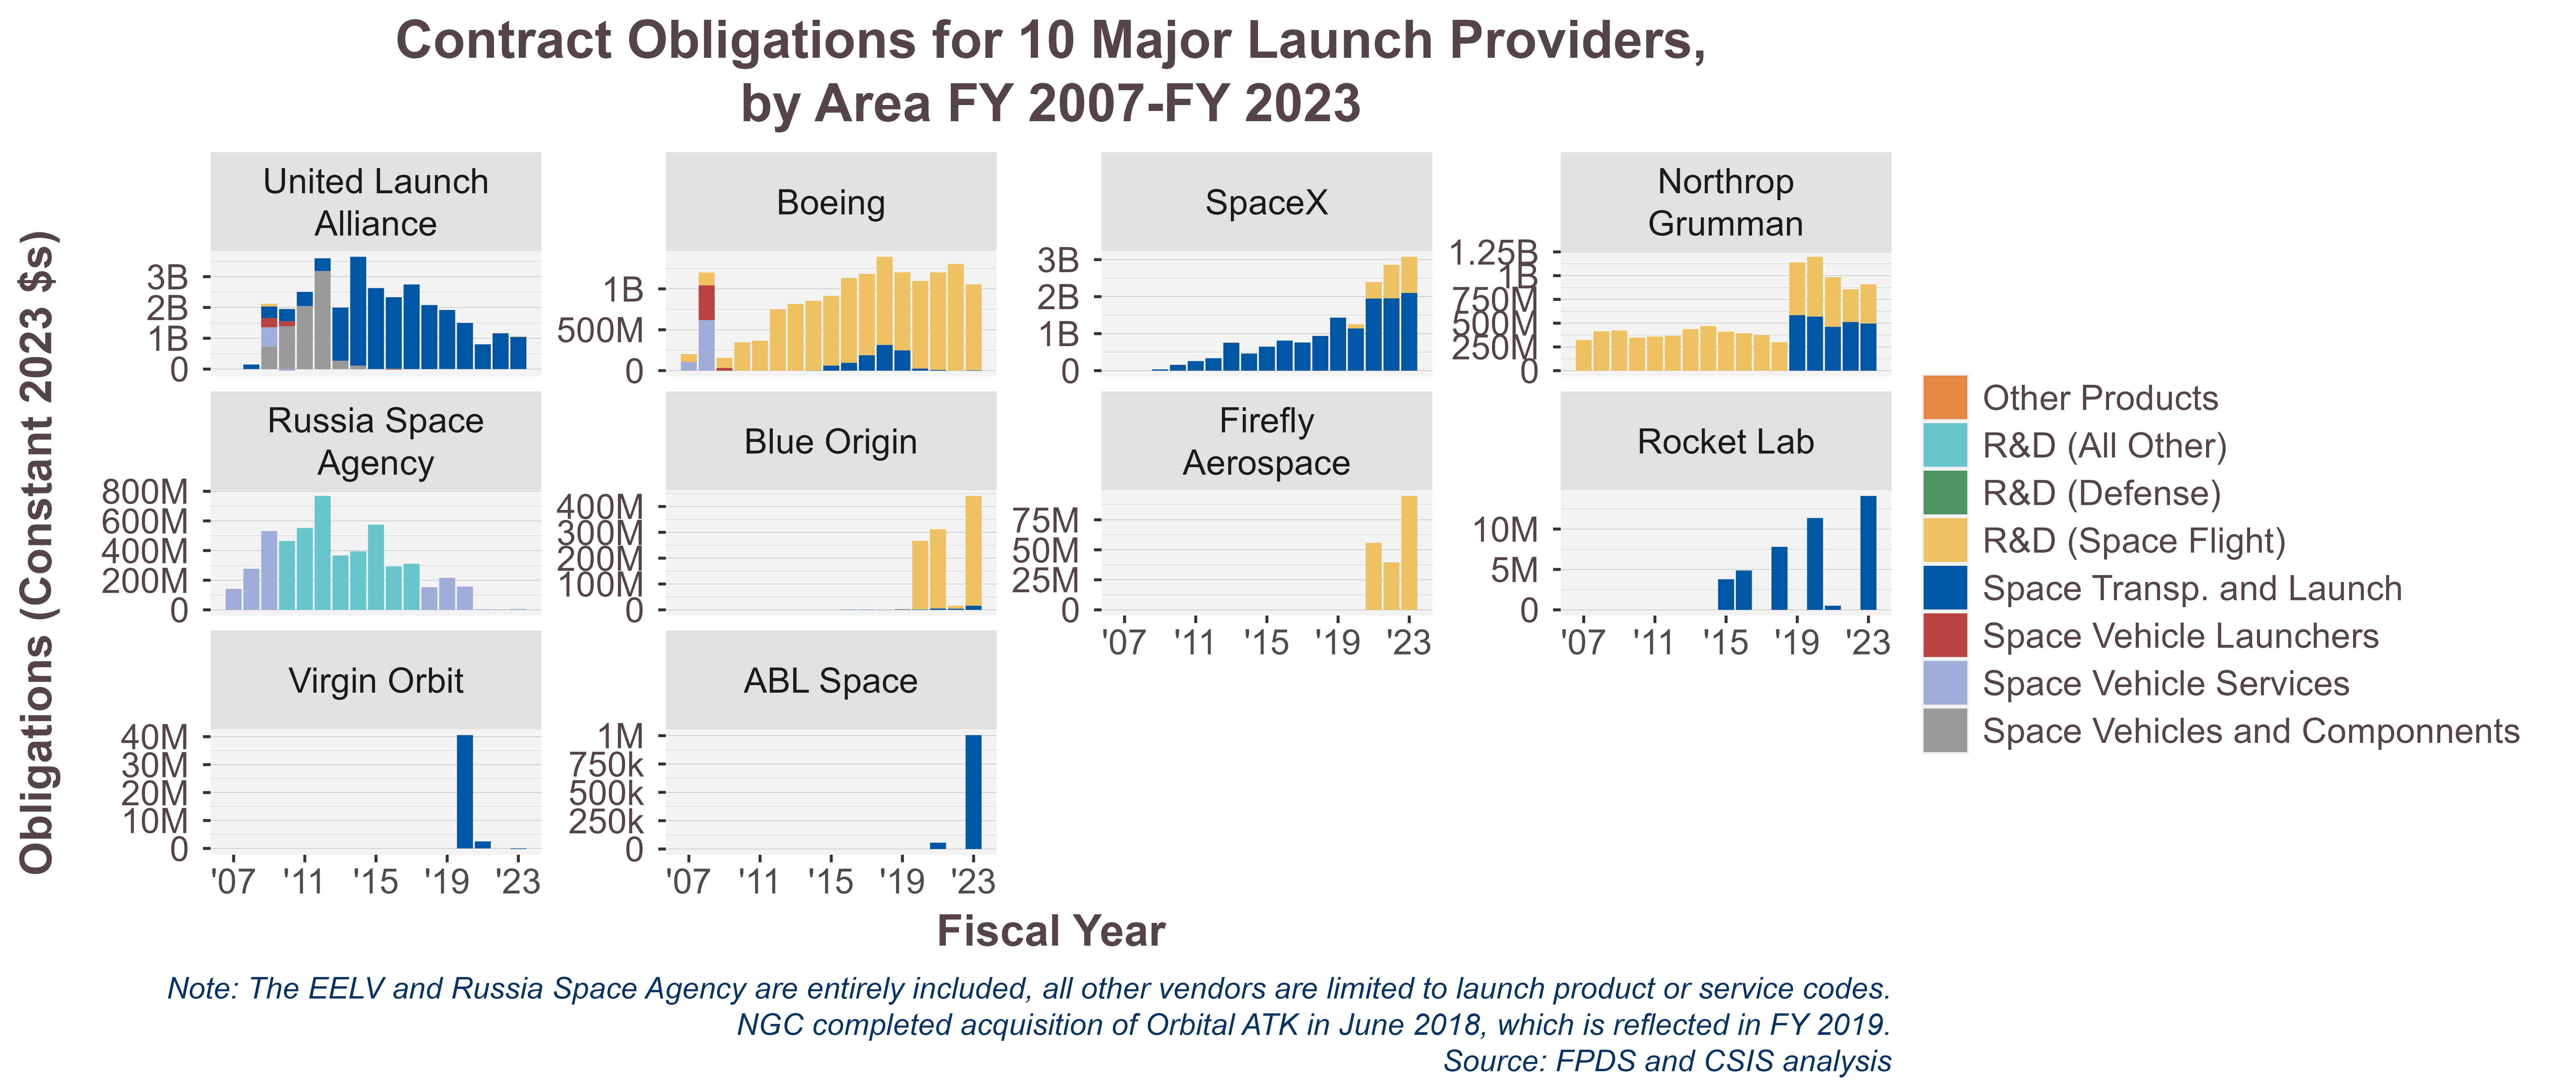 Contract Obligations for 10 Major Launch Providers,
by Area FY 2007-FY 2023
Obligations (Constant 2023 $s)
United Launch
Alliance
3B
2B
1B
0
Boeing
1B
500M
0
SpaceX
3B
2B
1B
0
Northrop
Grumman
1.25B
1B
750M
500M
250M
0
Russia Space
Agency
800M
600M
400M
200M
0
Blue Origin
400M
300M
200M
100M
0
Firefly
Aerospace
75M
50M
25M
0
'07 '11 '15 '19 '23
Rocket Lab
10M
5M
0
'07 '11 '15 '19 '23
Virgin Orbit
40M
30M
20M
10M
0
'07 '11 '15 '19 '23
ABL Space
1M
750k
500k
250k
0
'07 '11 '15 '19 '23
Fiscal Year
Other Products
R&D (All Other)
R&D (Defense)
R&D (Space Flight)
Space Transp. and Launch
Space Vehicle Launchers
Space Vehicle Services
Space Vehicles and Componnents
Note: The EELV and Russia Space Agency are entirely included, all other vendors are limited to launch product or service codes.
NGC completed acquisition of Orbital ATK in June 2018, which is reflected in FY 2019.
Source: FPDS and CSIS analysis